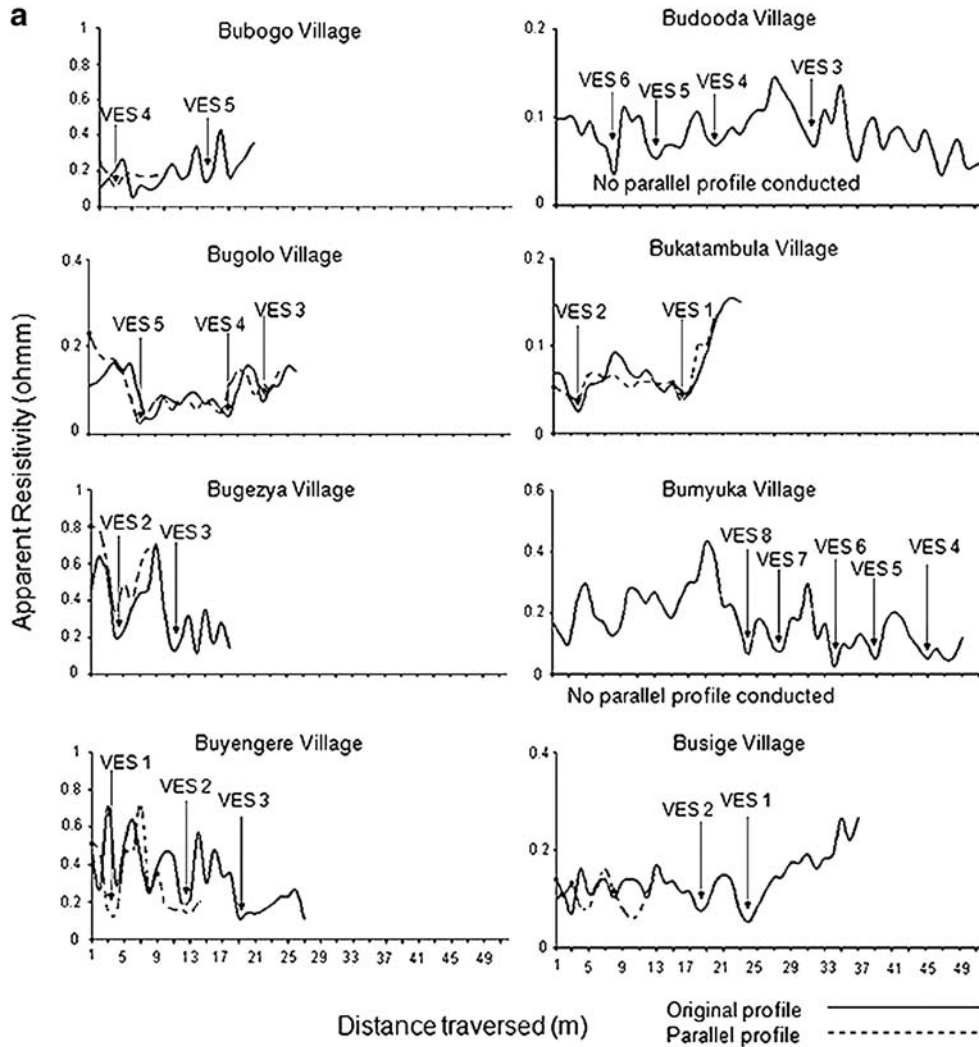 a
Bubogo Village
1
0.8
0.6
0.4
0.2
0
VES 4
VES 5
Budooda Village
0.2
0.1
0
VES 6
VES 5
VES 4
VES 3
No parallel profile conducted
Bugolo Village
0.4
0.2
0
VES 5
VES 4
VES 3
Bukatambula Village
0.2
0.1
0
VES 2
VES 1
Bugezya Village
1
0.8
0.6
0.4
0.2
0
VES 2
VES 3
Bumyuka Village
0.6
0.4
0.2
0
VES 8
VES 7
VES 6
VES 5
VES 4
No parallel profile conducted
Buyengere Village
1
0.8
0.6
0.4
0.2
0
VES 1
VES 2
VES 3
1 5 9 13 17 21 25 29 33 37 41 45 49
Busige Village
0.4
0.2
0
VES 2
VES 1
1 5 9 13 17 21 25 29 33 37 41 45 49
Apparent Resistivity (ohmm)
Distance traversed (m)
Original profile
Parallel profile